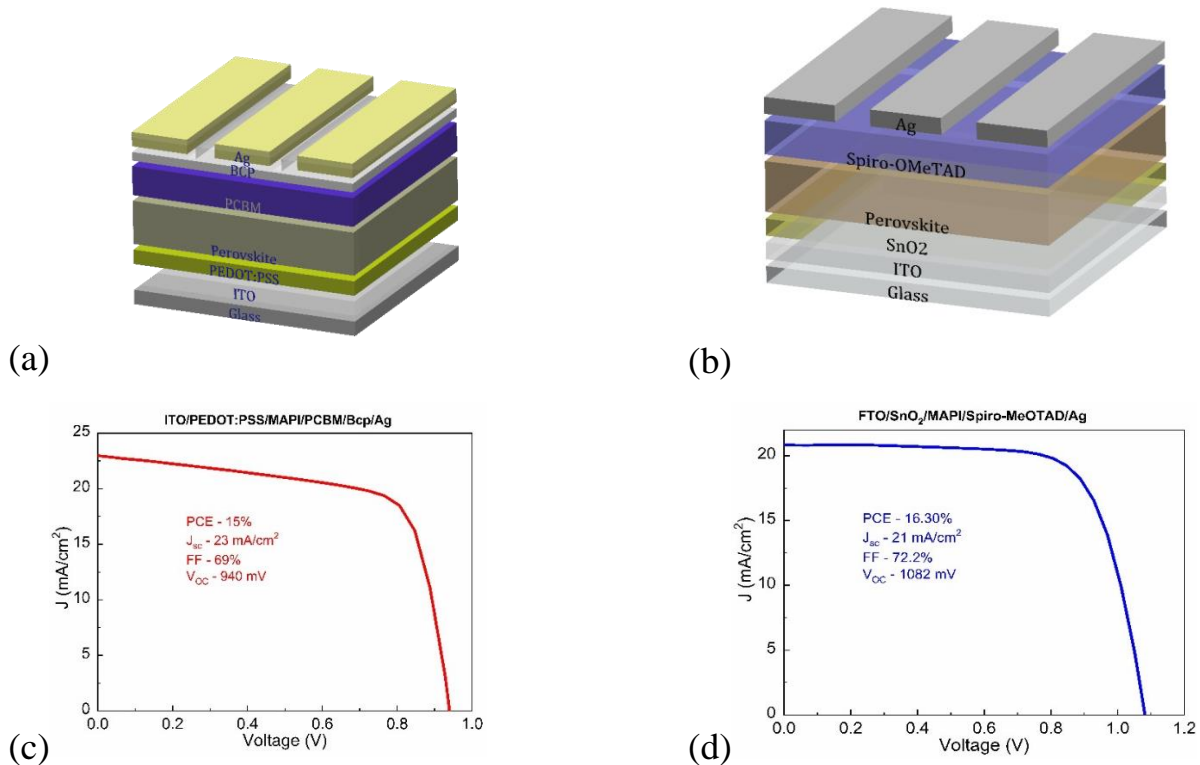 Ag
BCP
PCBM
Perovskite
PEDOT:PSS
ITO
Glass
(a)
Ag
Spiro-OMeTAD
Perovskite
SnO2
ITO
Glass
(b)
ITO/PEDOT:PSS/MAPI/PCBM/Bcp/Ag
25
20
15
10
5
0
J (mA/cm²)
PCE - 15%
Jsc - 23 mA/cm²
FF - 69%
VOC - 940 mV
0.0 0.2 0.4 0.6 0.8 1.0
Voltage (V)
(c)
FTO/SnO₂/MAPI/Spiro-MeOTAD/Ag
20
15
10
5
0
J (mA/cm²)
PCE - 16.30%
Jsc - 21 mA/cm²
FF - 72.2%
VOC - 1082 mV
0.0 0.2 0.4 0.6 0.8 1.0 1.2
Voltage (V)
(d)